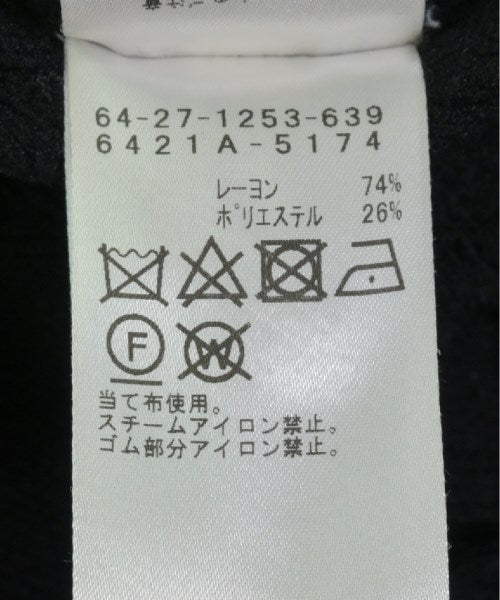 64-27-1253-639
6421A-5174
レーヨン 74%
ポリエステル 26%
F
W
当て布使用。
スチームアイロン禁止。
ゴム部分アイロン禁止。